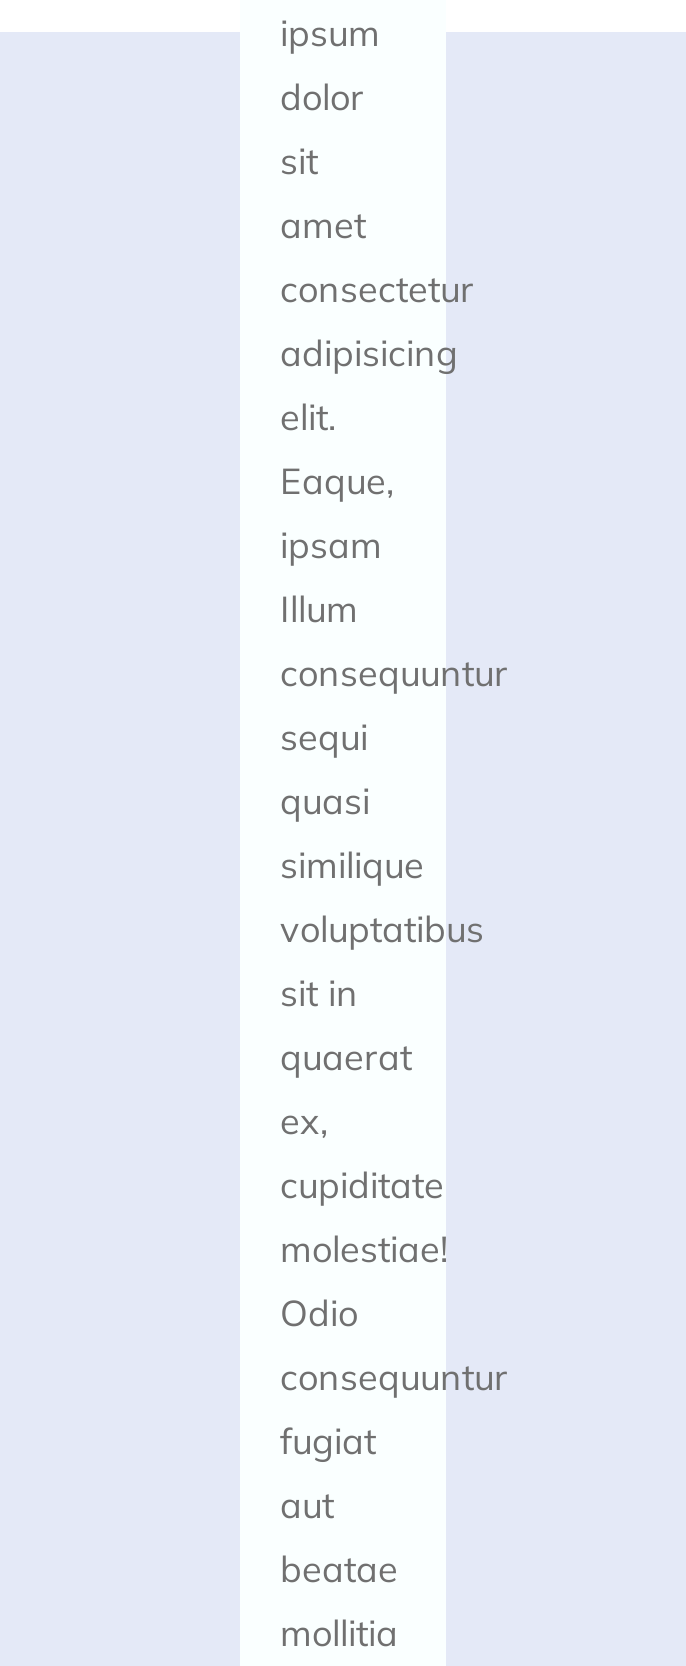 ipsum
dolor
sit
amet
consectetur
adipisicing
elit.
Eaque,
ipsam
Illum
consequuntur
sequi
quasi
similique
voluptatibus
sit in
quaerat
ex,
cupiditate
molestiae!
Odio
consequuntur
fugiat
aut
beatae
mollitia